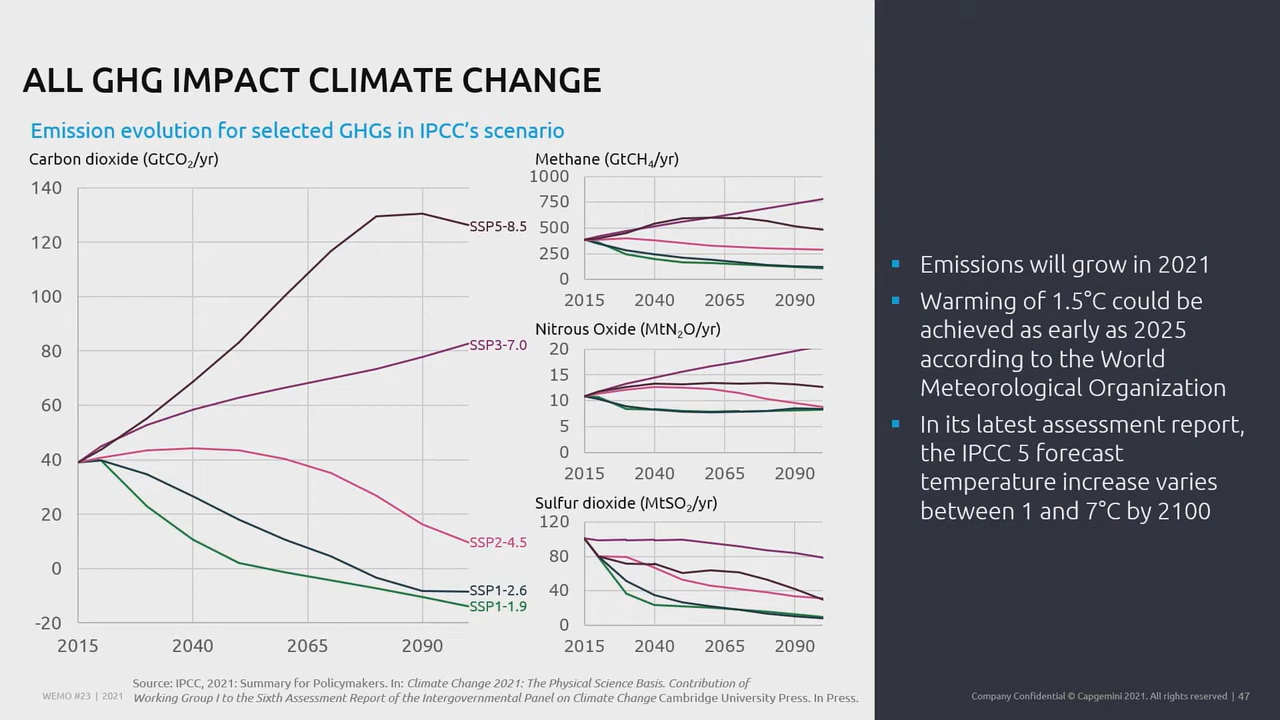 ALL GHG IMPACT CLIMATE CHANGE
Emission evolution for selected GHGs in IPCC's scenario
Carbon dioxide (GtCO₂/yr)
140
120
100
80
60
40
20
0
-20
2015 2040 2065 2090
SSP5-8.5
SSP3-7.0
SSP2-4.5
SSP1-2.6
SSP1-1.9
Methane (GtCH₄/yr)
1000
750
500
250
0
2015 2040 2065 2090
Nitrous Oxide (MtN₂O/yr)
20
15
10
5
0
2015 2040 2065 2090
Sulfur dioxide (MtSO₂/yr)
120
80
40
0
2015 2040 2065 2090
Emissions will grow in 2021
Warming of 1.5°C could be
achieved as early as 2025
according to the World
Meteorological Organization
In its latest assessment report,
the IPCC 5 forecast
temperature increase varies
between 1 and 7°C by 2100
Source: IPCC, 2021: Summary for Policymakers. In: Climate Change 2021: The Physical Science Basis. Contribution of
Working Group I to the Sixth Assessment Report of the Intergovernmental Panel on Climate Change Cambridge University Press. In Press.
WEMO #23 | 2021
Company Confidential © Capgemini 2021. All rights reserved | 47